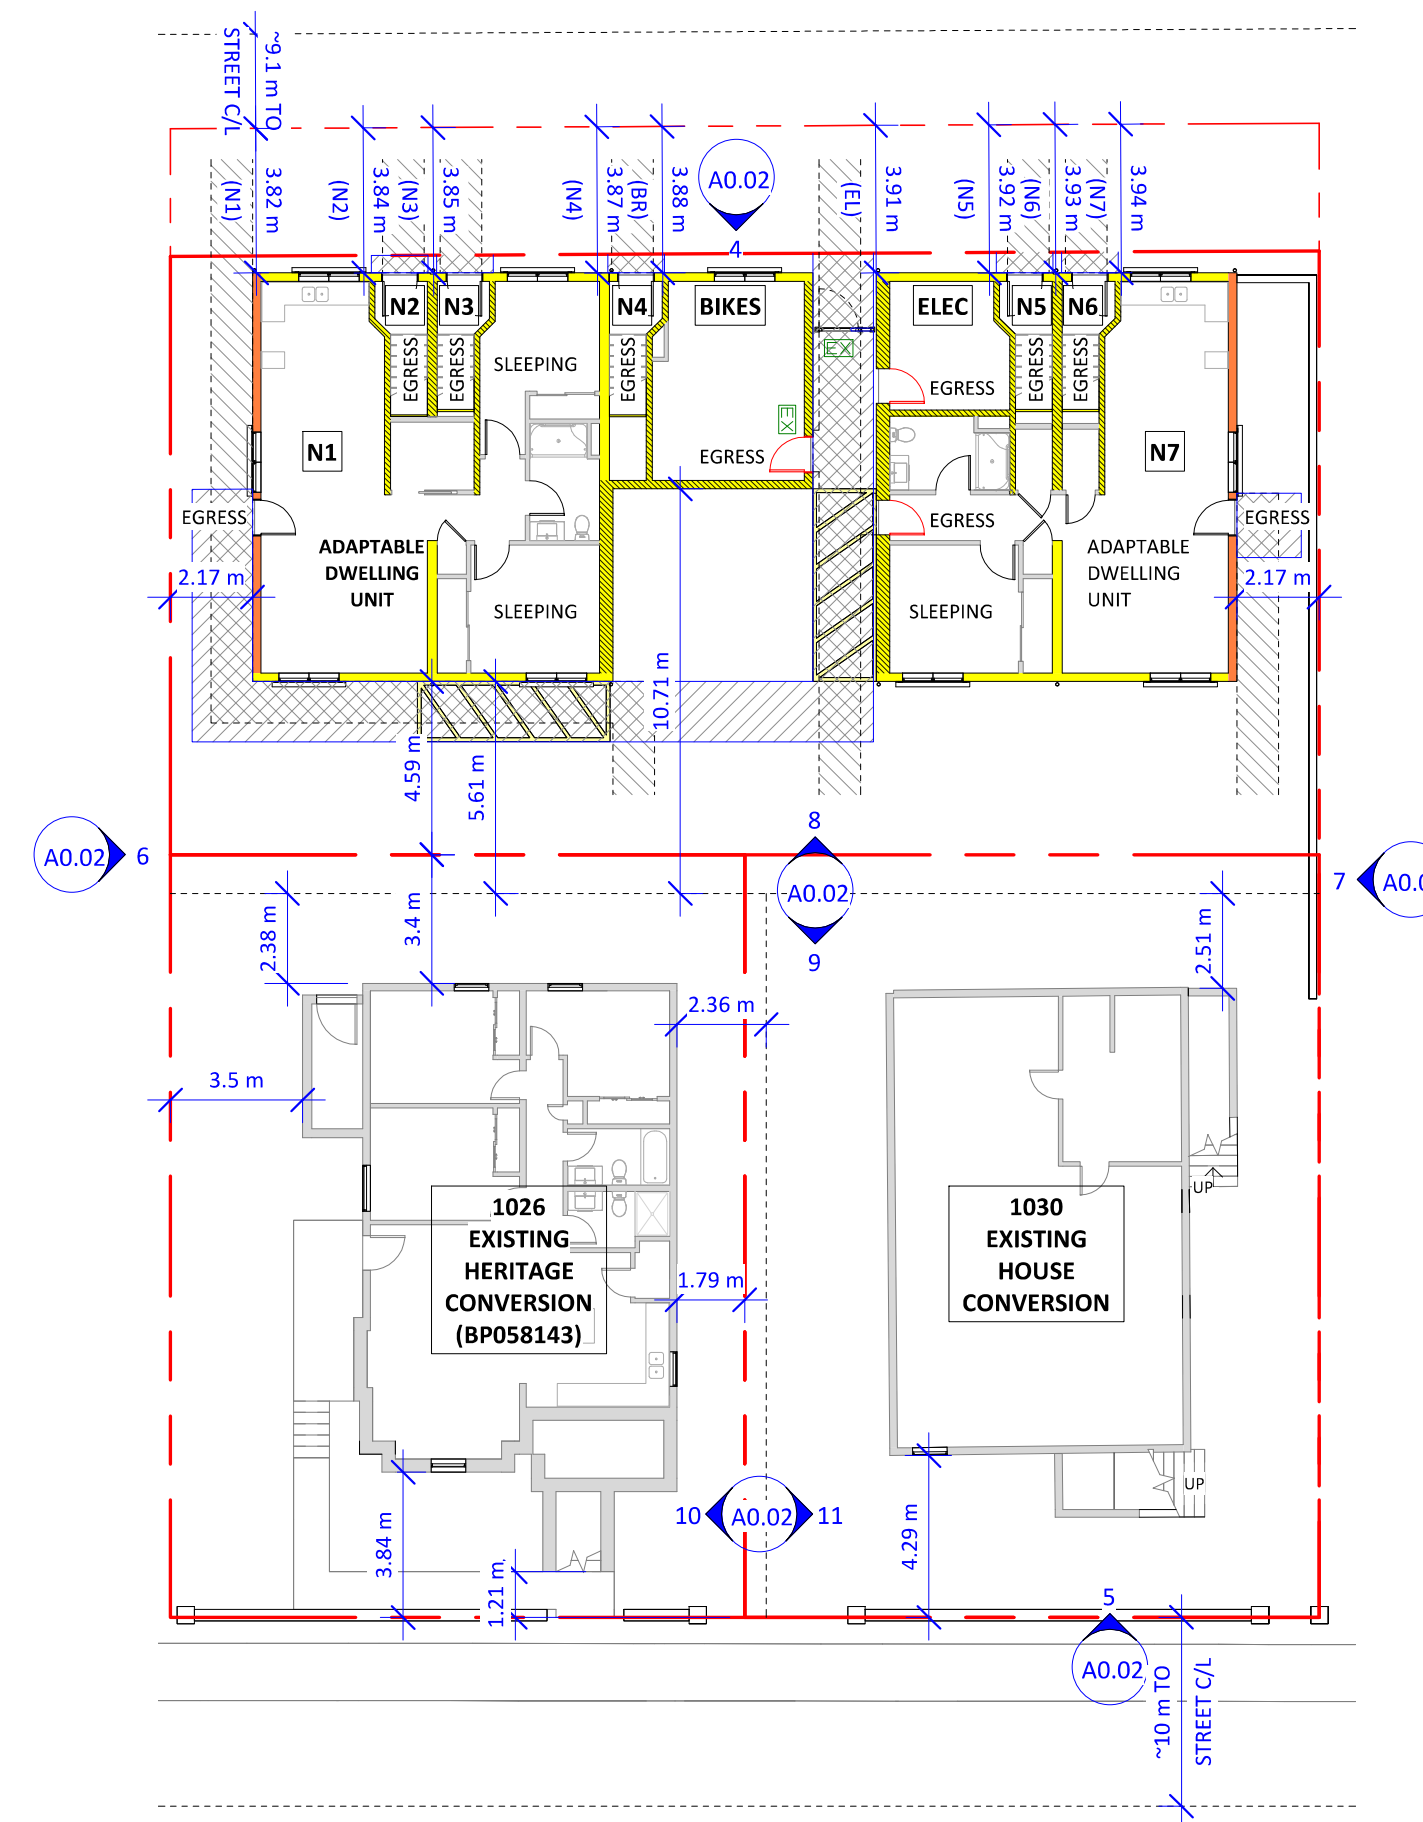 ~9.1 m TO
STREET C/L
(N1)
3.82 m
(N2)
3.84 m
(N3)
3.85 m
(N4)
3.87 m
(BR)
3.88 m
A0.02
4
(EL)
3.91 m
(N5)
3.92 m
(N6)
3.93 m
(N7)
3.94 m
N2
N3
N4
BIKES
ELEC
N5
N6
SLEEPING
EGRESS
EGRESS
EGRESS
EX
EX
EGRESS
EGRESS
EGRESS
EGRESS
N1
EGRESS
N7
EGRESS
EGRESS
EGRESS
ADAPTABLE
DWELLING
UNIT
ADAPTABLE
DWELLING
UNIT
2.17 m
2.17 m
SLEEPING
SLEEPING
10.71 m
4.59 m
5.61 m
A0.02
6
8
A0.02
9
7
2.38 m
3.4 m
2.51 m
2.36 m
3.5 m
UP
1026
EXISTING
HERITAGE
CONVERSION
(BP058143)
1030
EXISTING
HOUSE
CONVERSION
1.79 m
UP
10
A0.02
11
3.84 m
1.21 m
4.29 m
5
A0.02
~10 m TO
STREET C/L